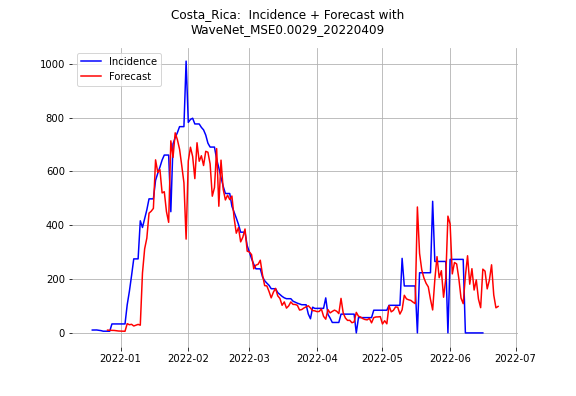 Costa_Rica:  Incidence + Forecast with
WaveNet_MSE0.0029_20220409
Incidence
Forecast
1000
800
600
400
200
0
2022-01 2022-02 2022-03 2022-04 2022-05 2022-06 2022-07